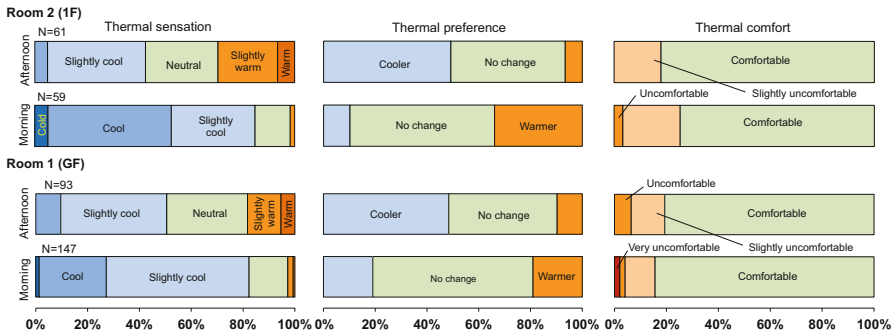 Room 2 (1F)
Thermal sensation
Thermal preference
Thermal comfort
N=61
Afternoon
Slightly cool
Neutral
Slightly
warm
Warm
Cooler
No change
Comfortable
N=59
Uncomfortable
Slightly uncomfortable
Morning
Cold
Cool
Slightly
cool
No change
Warmer
Comfortable
Room 1 (GF)
N=93
Uncomfortable
Afternoon
Slightly cool
Neutral
Slightly
warm
Warm
Cooler
No change
Comfortable
N=147
Very uncomfortable
Slightly uncomfortable
Morning
Cool
Slightly cool
No change
Warmer
Comfortable
0% 20% 40% 60% 80% 100%
0% 20% 40% 60% 80% 100%
0% 20% 40% 60% 80% 100%